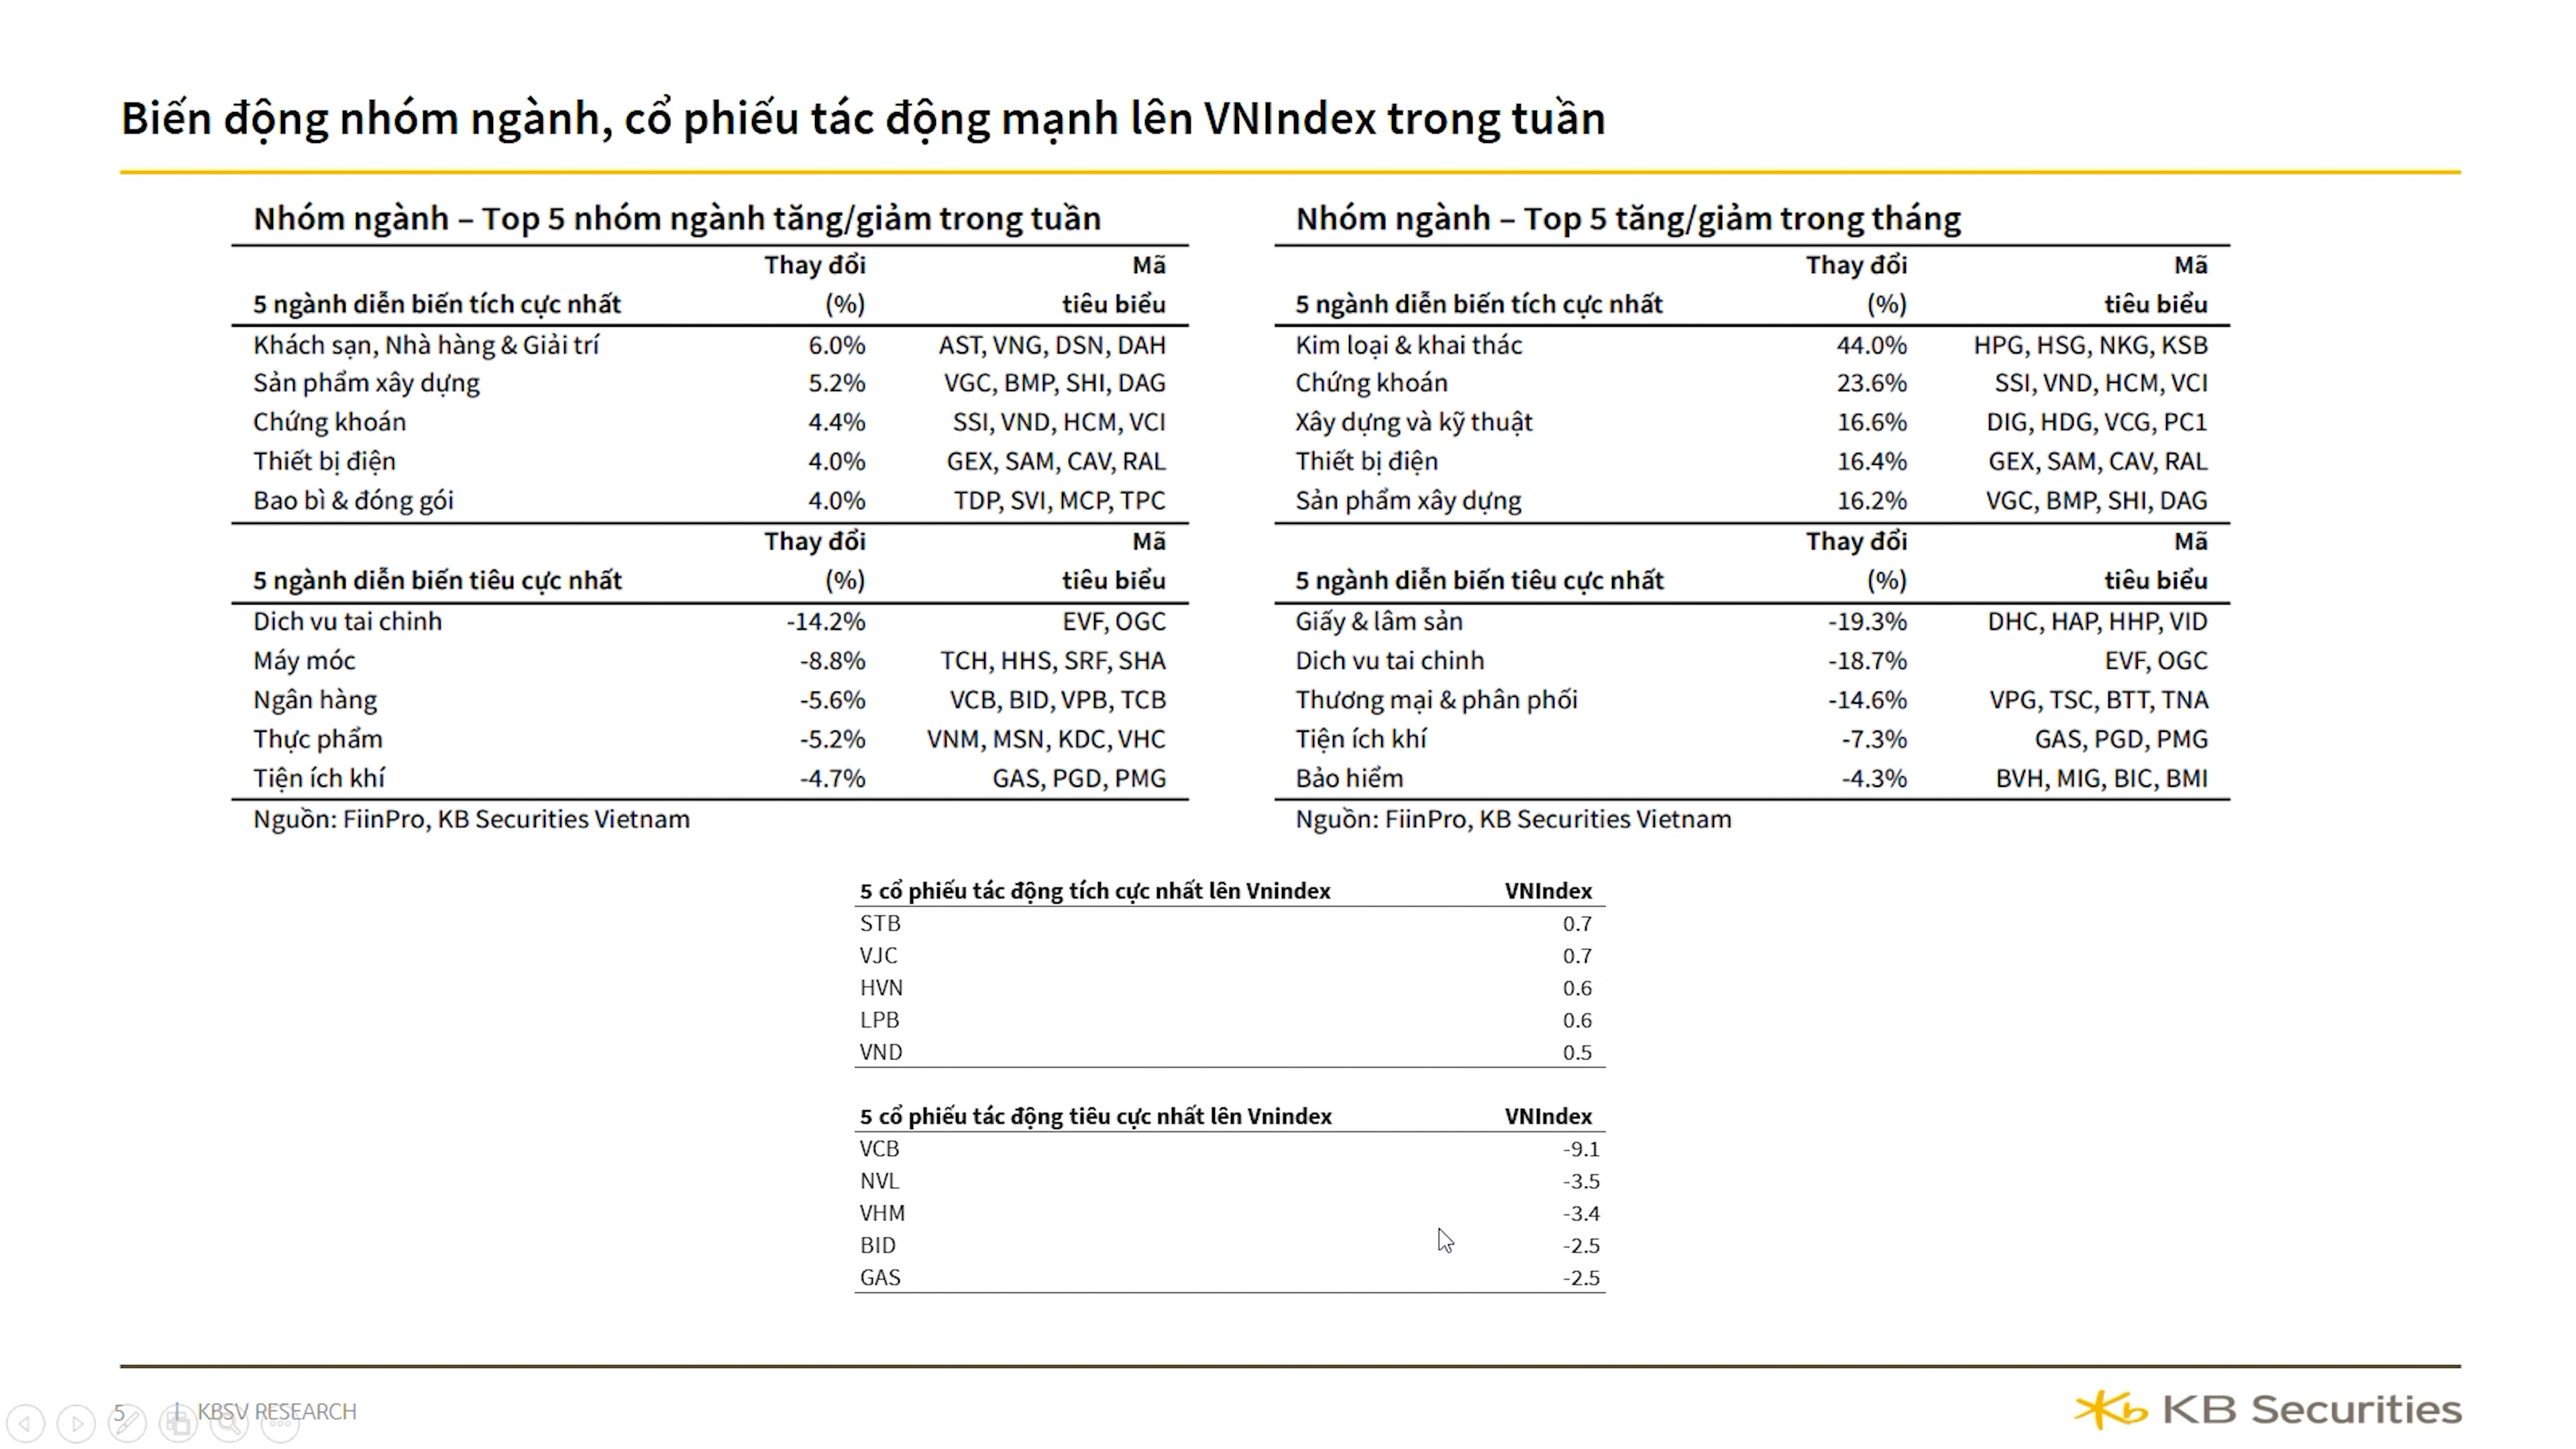 Biến động nhóm ngành, cổ phiếu tác động mạnh lên VNIndex trong tuần
Nhóm ngành – Top 5 nhóm ngành tăng/giảm trong tuần
Thay đổi Mã
5 ngành diễn biến tích cực nhất (%) tiêu biểu
Khách sạn, Nhà hàng & Giải trí 6.0% AST, VNG, DSN, DAH
Sản phẩm xây dựng 5.2% VGC, BMP, SHI, DAG
Chứng khoán 4.4% SSI, VND, HCM, VCI
Thiết bị điện 4.0% GEX, SAM, CAV, RAL
Bao bì & đóng gói 4.0% TDP, SVI, MCP, TPC
Thay đổi Mã
5 ngành diễn biến tiêu cực nhất (%) tiêu biểu
Dich vu tai chinh -14.2% EVF, OGC
Máy móc -8.8% TCH, HHS, SRF, SHA
Ngân hàng -5.6% VCB, BID, VPB, TCB
Thực phẩm -5.2% VNM, MSN, KDC, VHC
Tiện ích khí -4.7% GAS, PGD, PMG
Nguồn: FiinPro, KB Securities Vietnam
Nhóm ngành – Top 5 tăng/giảm trong tháng
Thay đổi Mã
5 ngành diễn biến tích cực nhất (%) tiêu biểu
Kim loại & khai thác 44.0% HPG, HSG, NKG, KSB
Chứng khoán 23.6% SSI, VND, HCM, VCI
Xây dựng và kỹ thuật 16.6% DIG, HDG, VCG, PC1
Thiết bị điện 16.4% GEX, SAM, CAV, RAL
Sản phẩm xây dựng 16.2% VGC, BMP, SHI, DAG
Thay đổi Mã
5 ngành diễn biến tiêu cực nhất (%) tiêu biểu
Giấy & lâm sản -19.3% DHC, HAP, HHP, VID
Dich vu tai chinh -18.7% EVF, OGC
Thương mại & phân phối -14.6% VPG, TSC, BTT, TNA
Tiện ích khí -7.3% GAS, PGD, PMG
Bảo hiểm -4.3% BVH, MIG, BIC, BMI
Nguồn: FiinPro, KB Securities Vietnam
5 cổ phiếu tác động tích cực nhất lên Vnindex VNIndex
STB 0.7
VJC 0.7
HVN 0.6
LPB 0.6
VND 0.5
5 cổ phiếu tác động tiêu cực nhất lên Vnindex VNIndex
VCB -9.1
NVL -3.5
VHM -3.4
BID -2.5
GAS -2.5
5 | KBSV RESEARCH
KB Securities